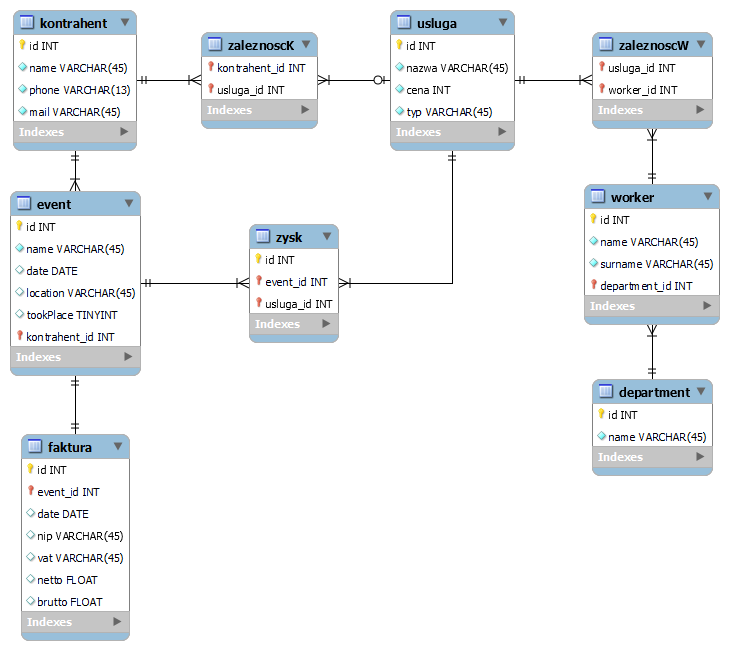 kontrahent
id INT
name VARCHAR(45)
phone VARCHAR(13)
mail VARCHAR(45)
Indexes
zaleznoscK
kontrahent_id INT
usluga_id INT
Indexes
usluga
id INT
nazwa VARCHAR(45)
cena INT
typ VARCHAR(45)
Indexes
zaleznoscW
usluga_id INT
worker_id INT
Indexes
event
id INT
name VARCHAR(45)
date DATE
location VARCHAR(45)
tookPlace TINYINT
kontrahent_id INT
Indexes
zysk
id INT
event_id INT
usluga_id INT
Indexes
worker
id INT
name VARCHAR(45)
surname VARCHAR(45)
department_id INT
Indexes
department
id INT
name VARCHAR(45)
Indexes
faktura
id INT
event_id INT
date DATE
nip VARCHAR(45)
vat VARCHAR(45)
netto FLOAT
brutto FLOAT
Indexes